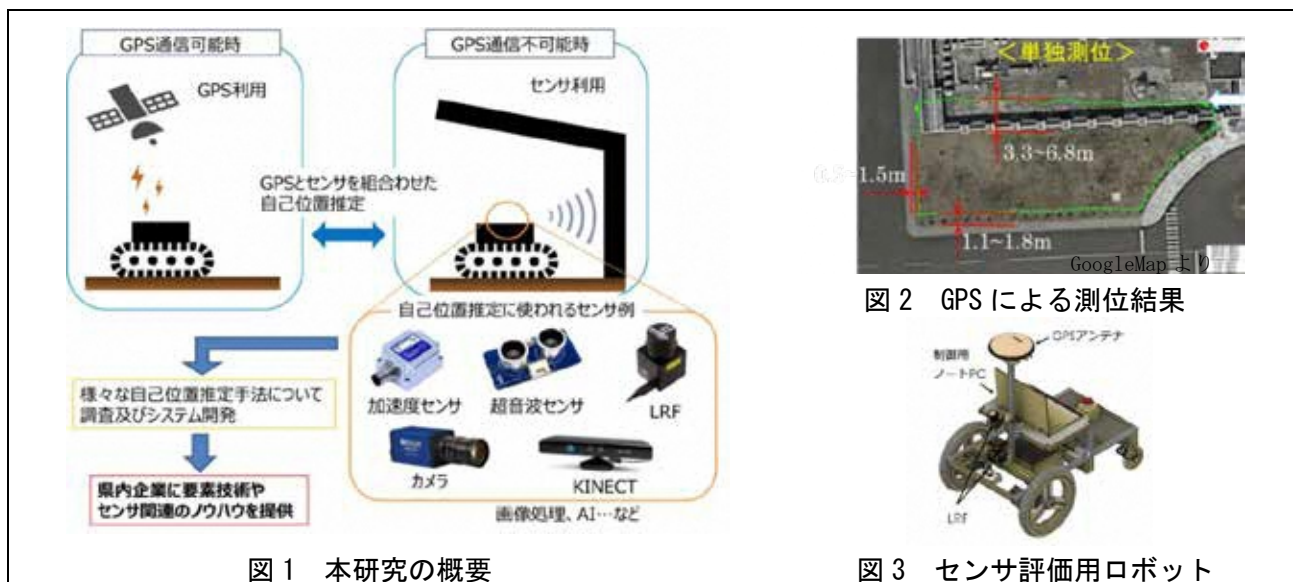 GPS通信可能時
GPS利用
GPS通信不可能時
センサ利用
GPSとセンサを組合わせた
自己位置推定
自己位置推定に使われるセンサ例
加速度センサ
超音波センサ
LRF
カメラ
KINECT
画像処理、AI…など
様々な自己位置推定手法について
調査及びシステム開発
県内企業に要素技術や
センサ関連のノウハウを提供
図1 本研究の概要
<単独測位>
3.3~6.8m
1.5m
1.1~1.8m
GoogleMapより
図2 GPSによる測位結果
GPSアンテナ
制御用
ノートPC
LRF
図3 センサ評価用ロボット